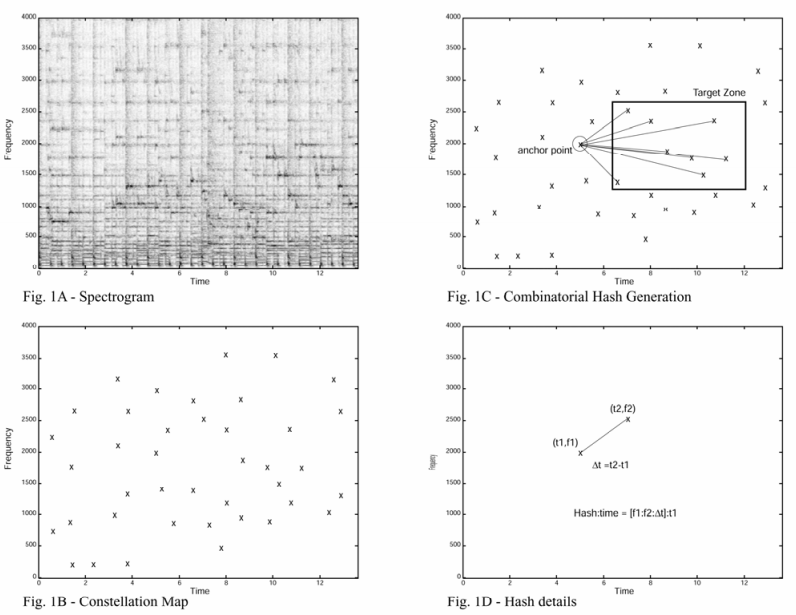 4000
3500
3000
2500
2000
1500
1000
500
0
Frequency
0 2 4 6 8 10 12
Time
Fig. 1A - Spectrogram
4000
3500
3000
2500
2000
1500
1000
500
0
Frequency
Target Zone
anchor point
0 2 4 6 8 10 12
Time
Fig. 1C - Combinatorial Hash Generation
4000
3500
3000
2500
2000
1500
1000
500
0
Frequency
0 2 4 6 8 10 12
Time
Fig. 1B - Constellation Map
4000
3500
3000
2500
2000
1500
1000
500
0
Frequency
(t2,f2)
(t1,f1)
Δt =t2-t1
Hash:time = [f1:f2:Δt]:t1
0 2 4 6 8 10 12
Time
Fig. 1D - Hash details